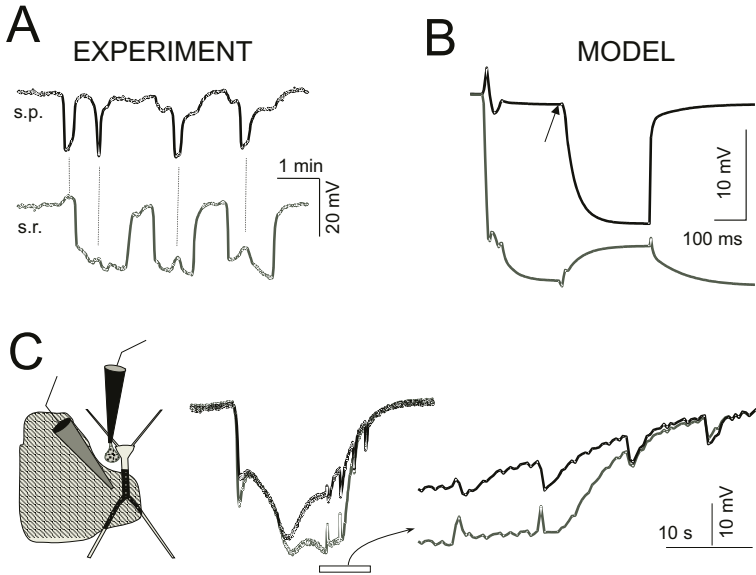 A
EXPERIMENT
s.p.
1 min
20 mV
s.r.
B
MODEL
10 mV
100 ms
C
10 s
10 mV